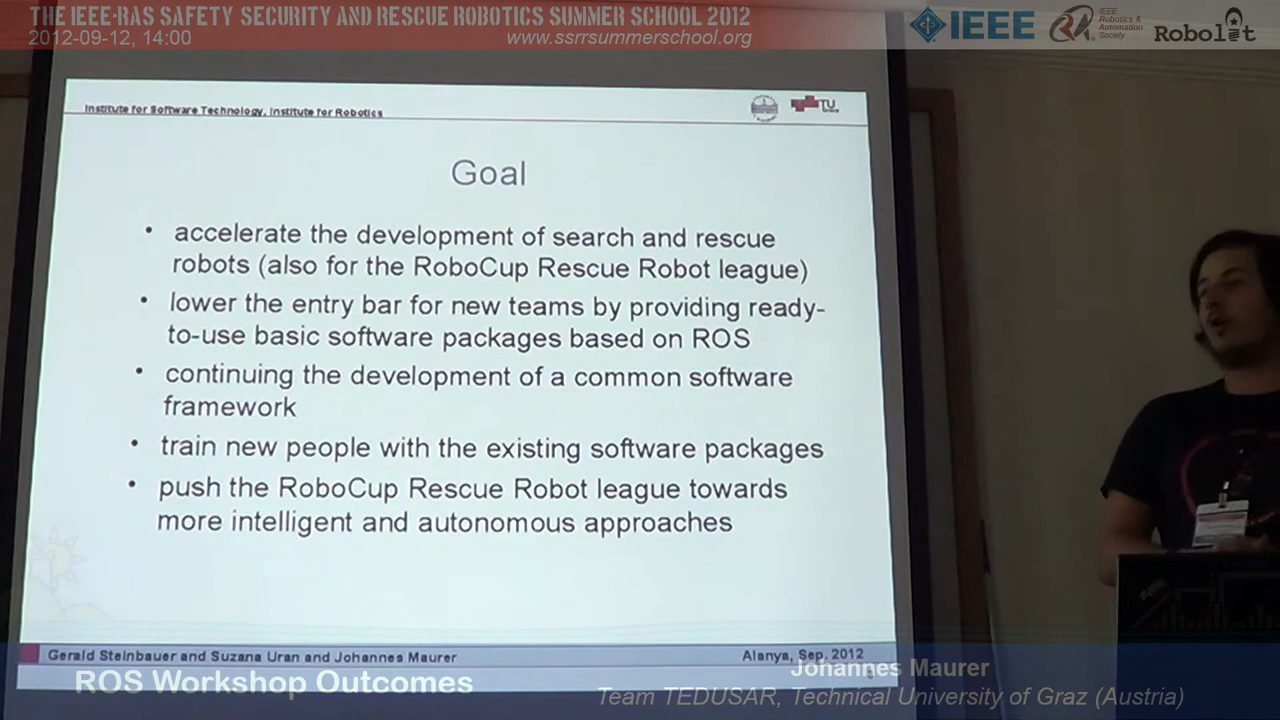 THE IEEE-RAS SAFETY SECURITY AND RESCUE ROBOTICS SUMMER SCHOOL 2012
2012-09-12, 14:00
www.ssrrsummerschool.org
IEEE
IEEE
Robotics &
Automation
Society
Robolit
Institute for Software Technology, Institute for Robotics
TU
Goal
• accelerate the development of search and rescue
robots (also for the RoboCup Rescue Robot league)
• lower the entry bar for new teams by providing ready-
to-use basic software packages based on ROS
• continuing the development of a common software
framework
• train new people with the existing software packages
• push the RoboCup Rescue Robot league towards
more intelligent and autonomous approaches
Gerald Steinbauer and Suzana Uran and Johannes Maurer
Alanya, Sep. 2012
ROS Workshop Outcomes
Johannes Maurer
Team TEDUSAR, Technical University of Graz (Austria)